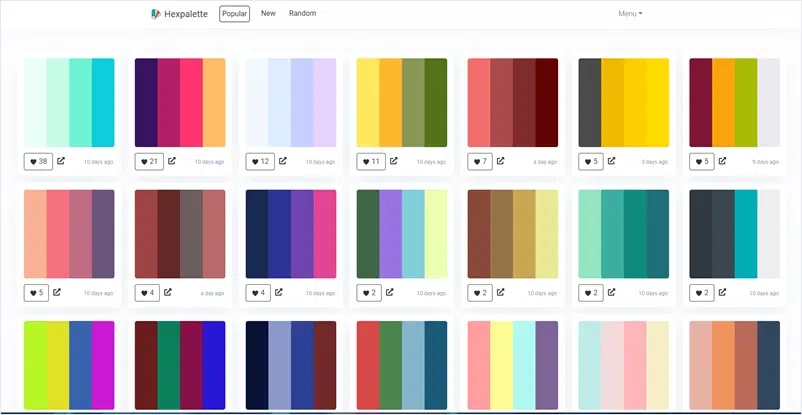 Hexpalette Popular New Random Menu
38 10 days ago 21 10 days ago 12 10 days ago 11 10 days ago 7 a day ago 5 3 days ago 5 9 days ago
5 10 days ago 4 a day ago 4 10 days ago 2 10 days ago 2 10 days ago 2 10 days ago 2 10 days ago